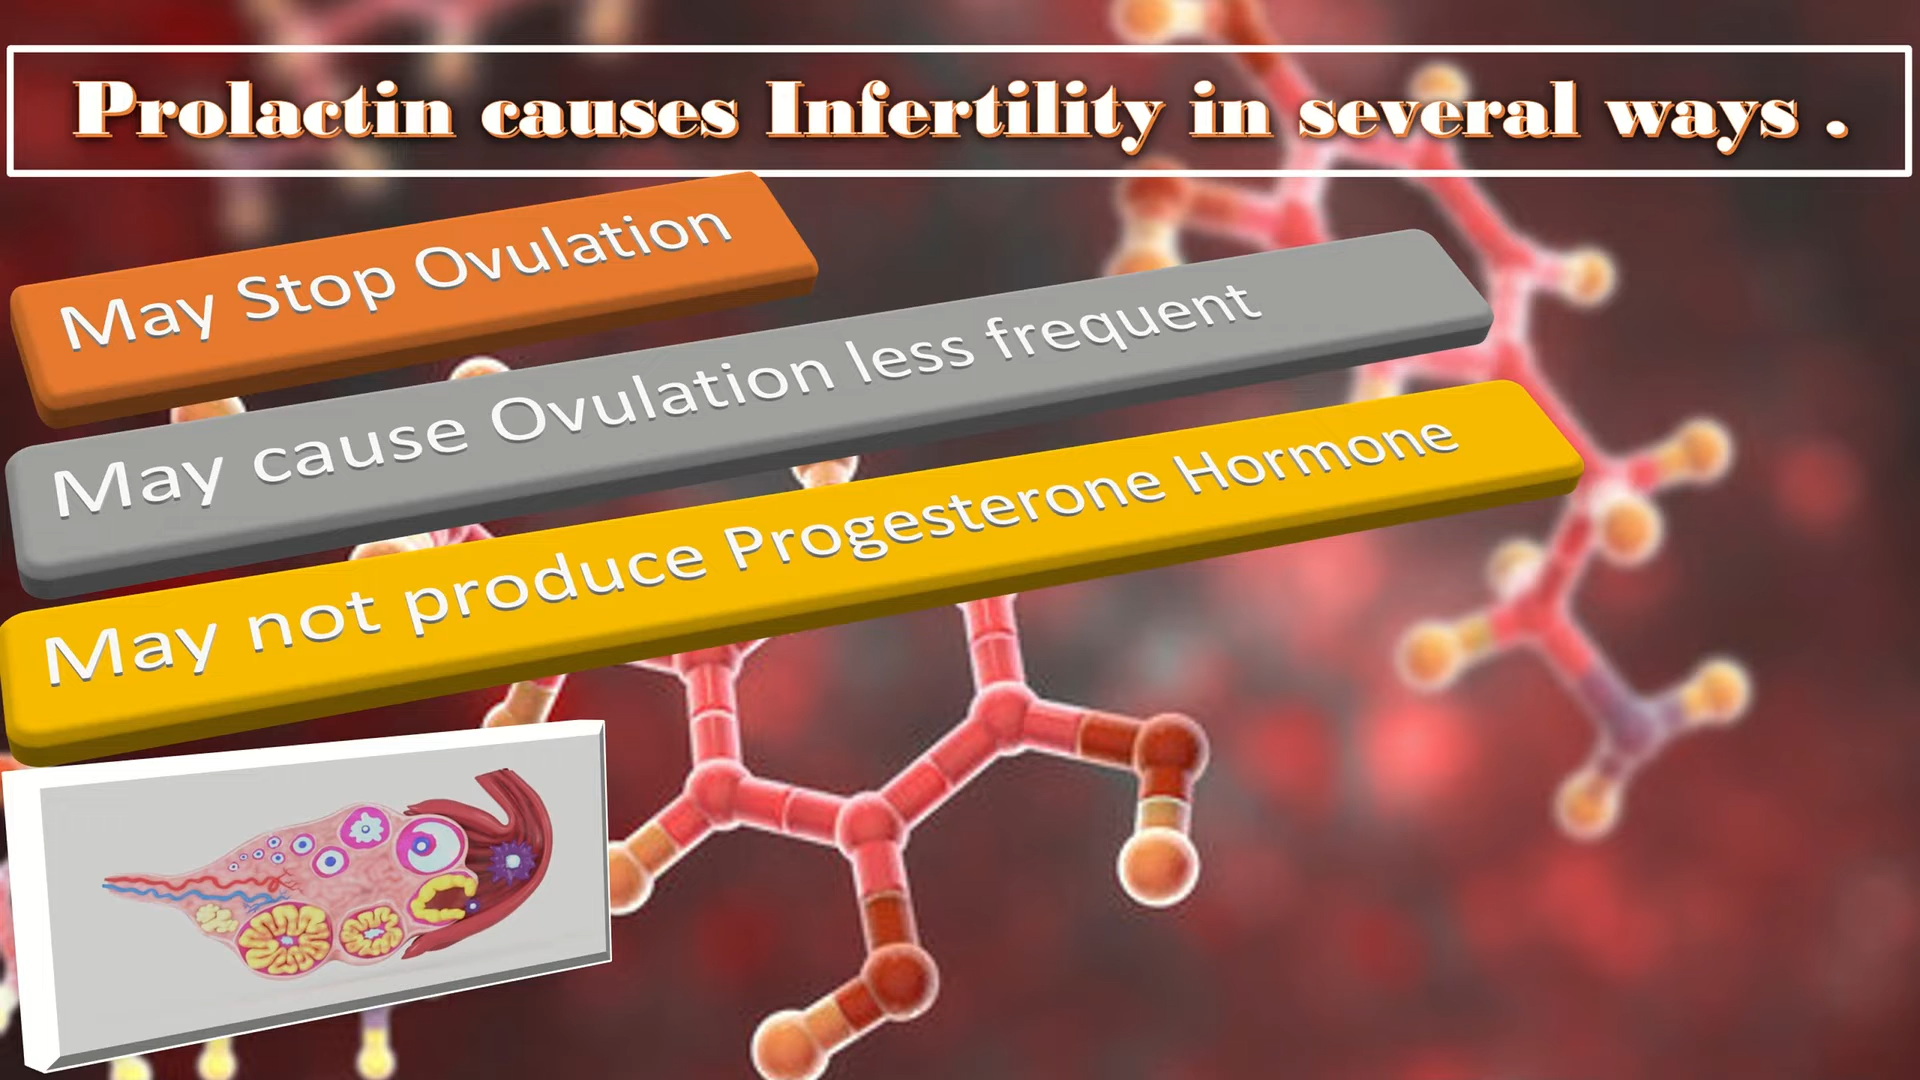 Prolactin causes Infertility in several ways .
May Stop Ovulation
May cause Ovulation less frequent
May not produce Progesterone Hormone